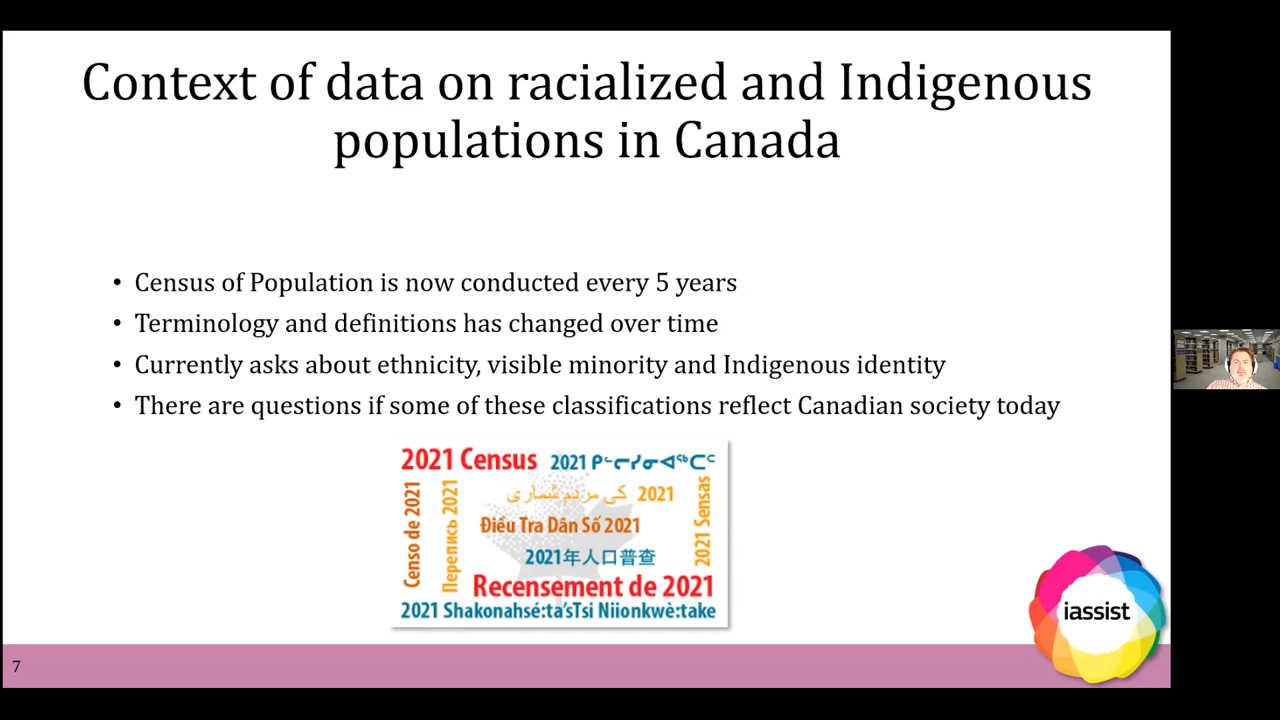 Context of data on racialized and Indigenous
populations in Canada
• Census of Population is now conducted every 5 years
• Terminology and definitions has changed over time
• Currently asks about ethnicity, visible minority and Indigenous identity
• There are questions if some of these classifications reflect Canadian society today
2021 Census
2021 ᑭᒡᓕᓯᓂᐊᖅᑕᑦ
Censo de 2021
Перепись 2021
کی مردم شماری 2021
2021 Sensas
Điều Tra Dân Số 2021
2021年人口普查
Recensement de 2021
2021 Shakonahsé:ta'sTsi Niionkwè:take
iassist
7